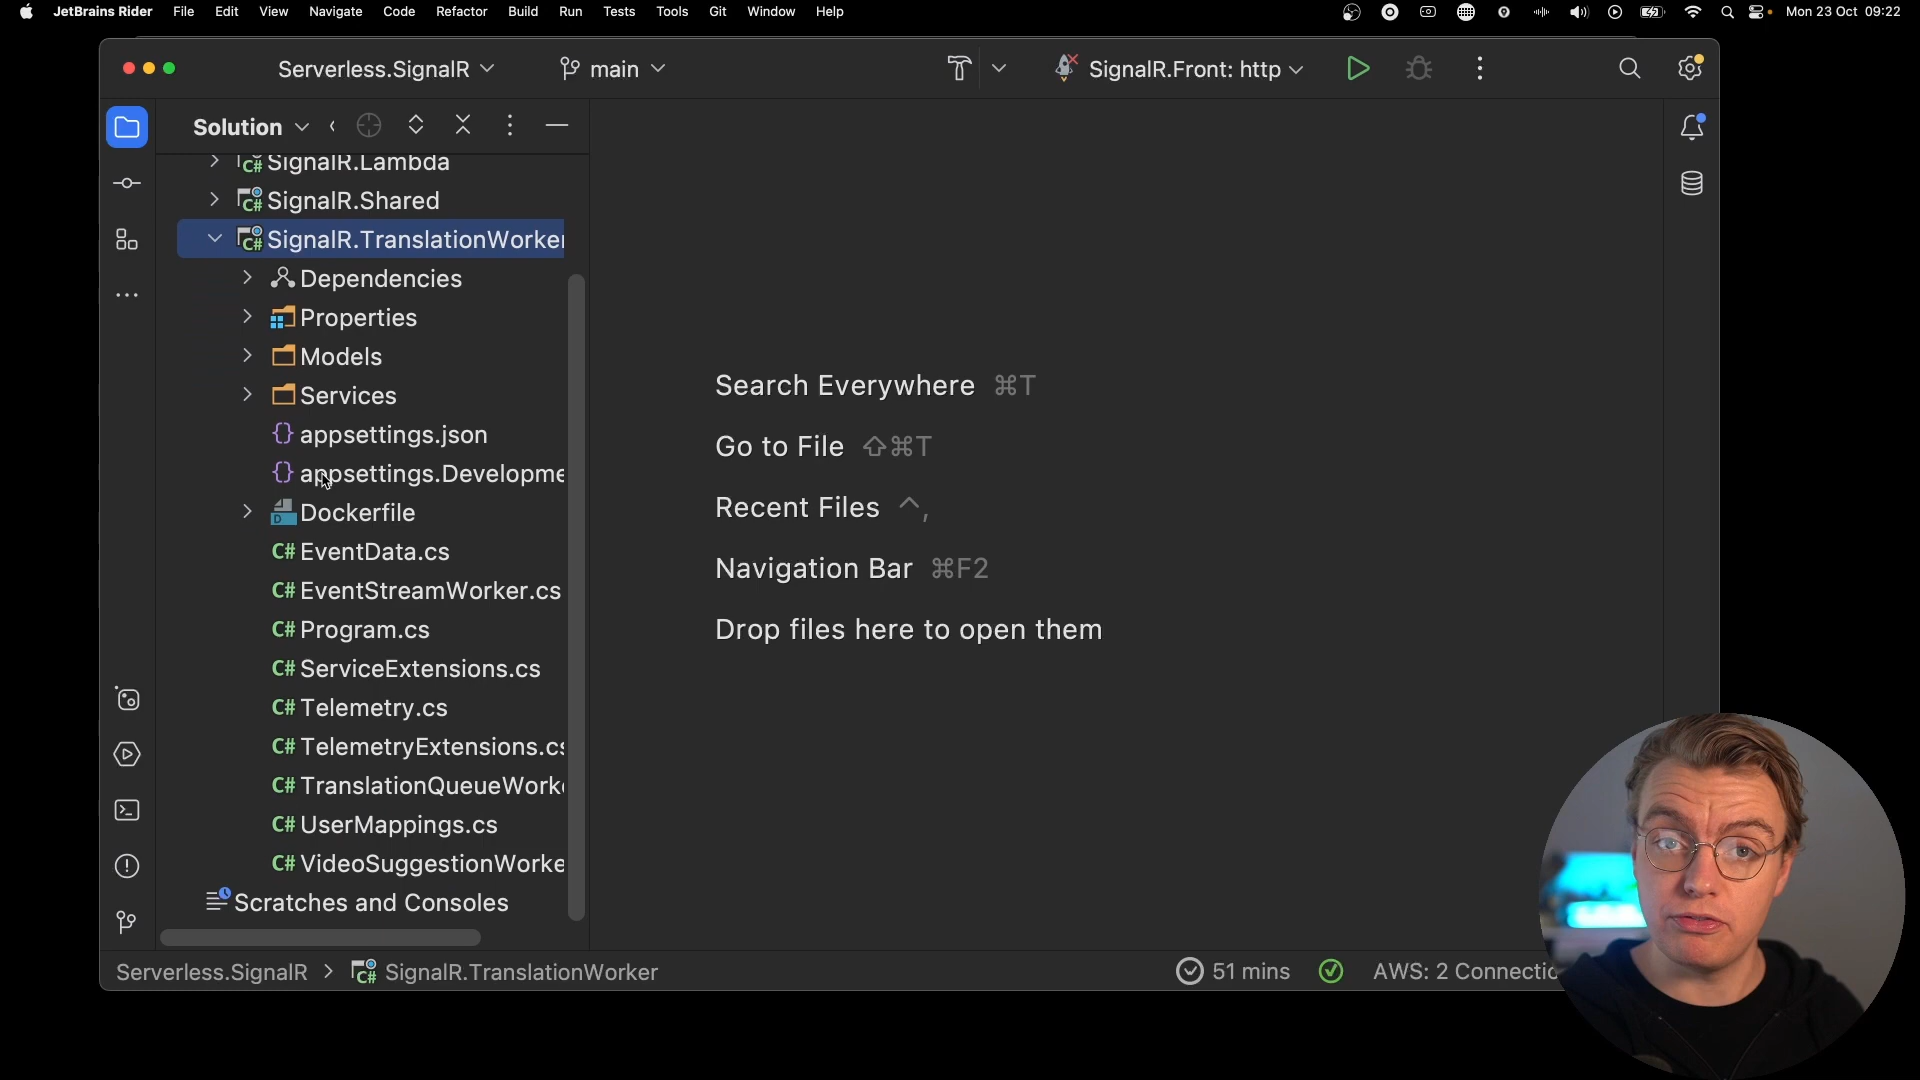 JetBrains Rider File Edit View Navigate Code Refactor Build Run Tests Tools Git Window Help Mon 23 Oct 09:22
Serverless.SignalR main SignalR.Front: http
Solution
SignalR.Lambda
C# SignalR.Shared
C# SignalR.TranslationWorker
Dependencies
Properties
Models
Services
{} appsettings.json
{} appsettings.Developme
D Dockerfile
C# EventData.cs
C# EventStreamWorker.cs
C# Program.cs
C# ServiceExtensions.cs
C# Telemetry.cs
C# TelemetryExtensions.cs
C# TranslationQueueWorke
C# UserMappings.cs
C# VideoSuggestionWorke
Scratches and Consoles
Search Everywhere ⌘T
Go to File ⇧⌘T
Recent Files ^,
Navigation Bar ⌘F2
Drop files here to open them
Serverless.SignalR > C# SignalR.TranslationWorker 51 mins AWS: 2 Connectio